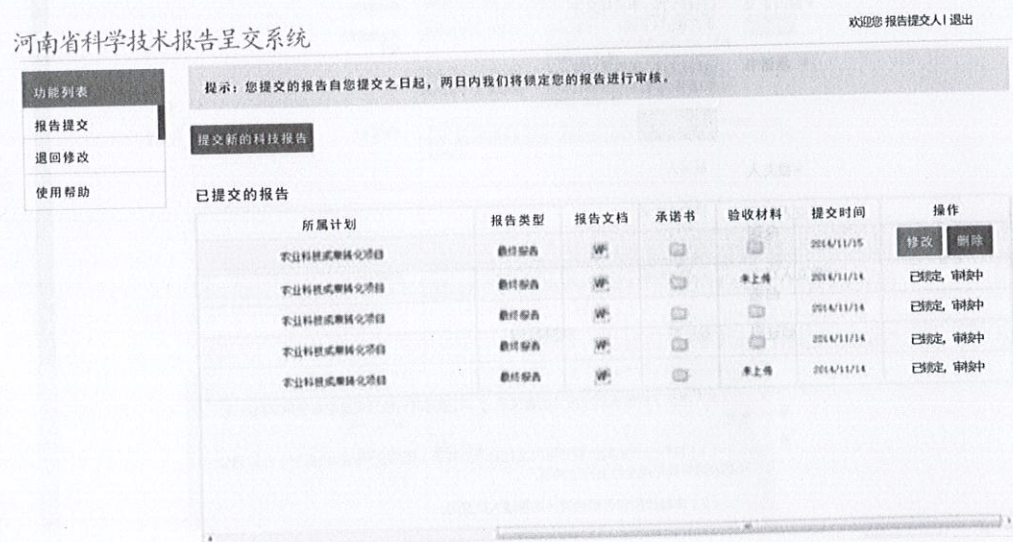 欢迎您 报告提交人| 退出
河南省科学技术报告呈交系统
功能列表
报告提交
退回修改
使用帮助
提示：您提交的报告自您提交之日起，两日内我们将锁定您的报告进行审核。
提交新的科技报告
已提交的报告
所属计划 报告类型 报告文档 承诺书 验收材料 提交时间 操作
农业科技成果转化项目 最终报告 2014/11/15 修改 删除
农业科技成果转化项目 最终报告 未上传 2014/11/14 已锁定，审核中
农业科技成果转化项目 最终报告 2014/11/14 已锁定，审核中
农业科技成果转化项目 最终报告 2014/11/14 已锁定，审核中
农业科技成果转化项目 最终报告 未上传 2014/11/14 已锁定，审核中